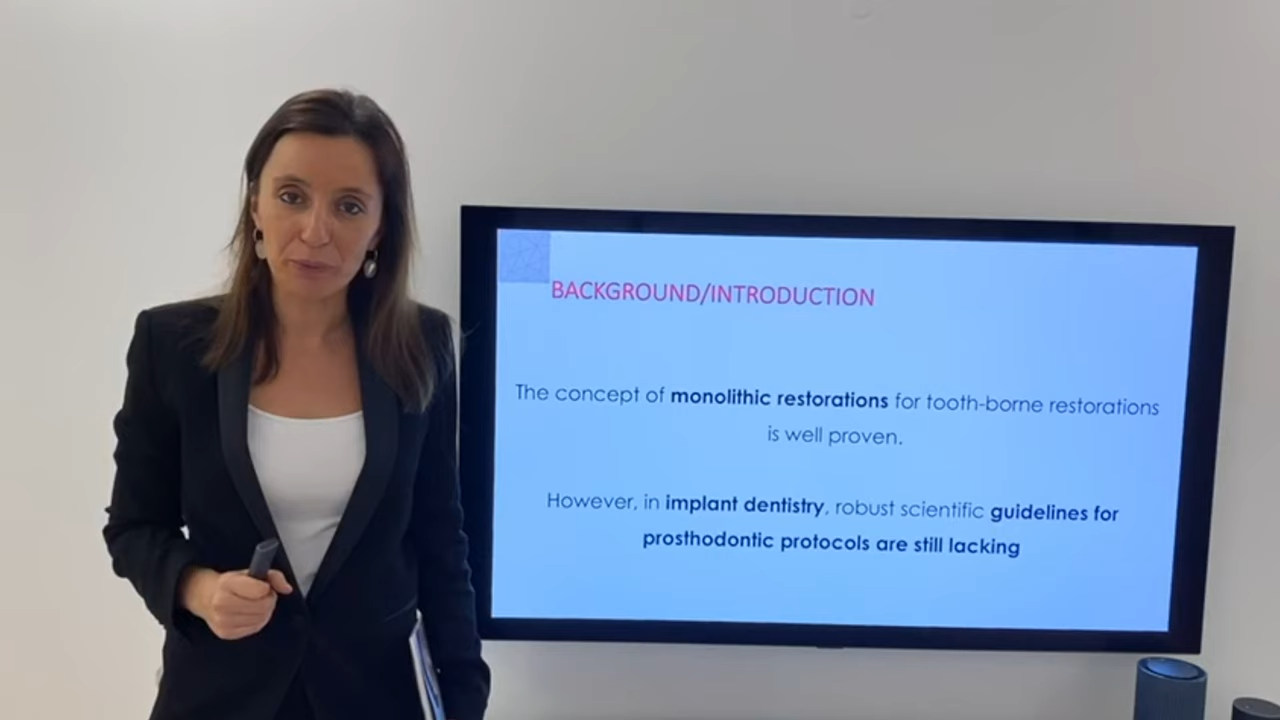 BACKGROUND/INTRODUCTION
The concept of monolithic restorations for tooth-borne restorations
is well proven.
However, in implant dentistry, robust scientific guidelines for
prosthodontic protocols are still lacking